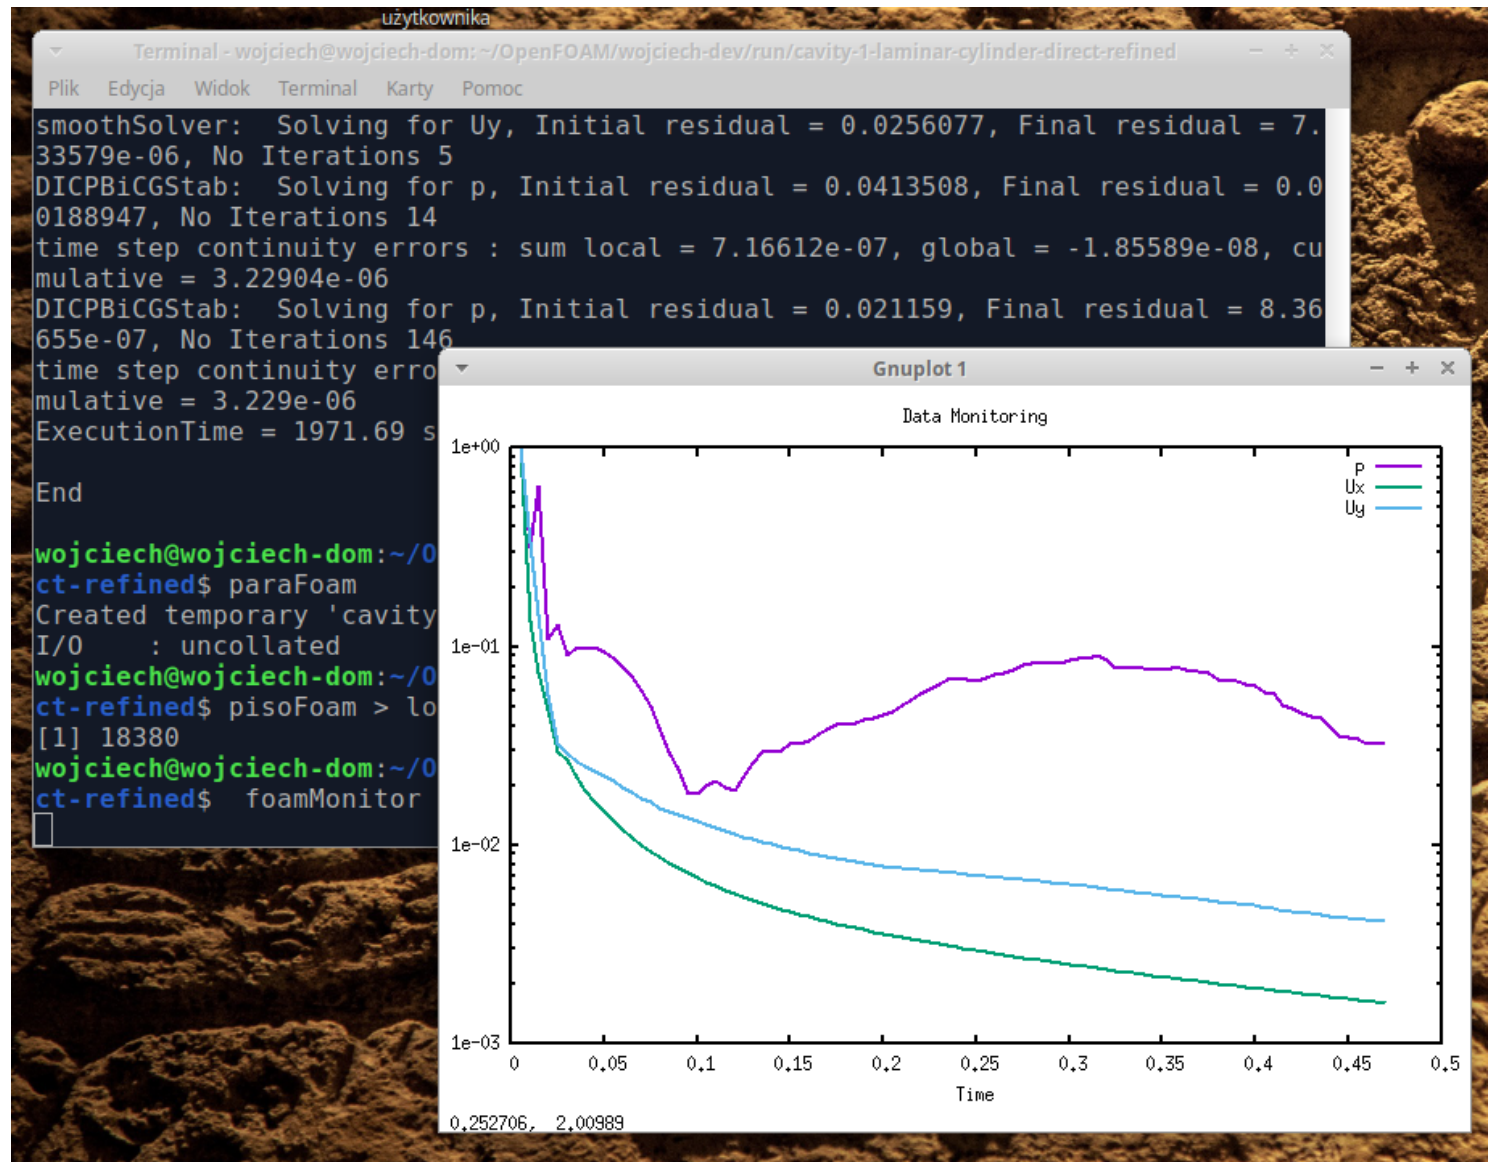 użytkownika
Terminal - wojciech@wojciech-dom: ~/OpenFOAM/wojciech-dev/run/cavity-1-laminar-cylinder-direct-refined
Plik Edycja Widok Terminal Karty Pomoc
smoothSolver:  Solving for Uy, Initial residual = 0.0256077, Final residual = 7.
33579e-06, No Iterations 5
DICPBiCGStab:  Solving for p, Initial residual = 0.0413508, Final residual = 0.0
0188947, No Iterations 14
time step continuity errors : sum local = 7.16612e-07, global = -1.85589e-08, cu
mulative = 3.22904e-06
DICPBiCGStab:  Solving for p, Initial residual = 0.021159, Final residual = 8.36
655e-07, No Iterations 146
time step continuity erro
mulative = 3.229e-06
ExecutionTime = 1971.69 s
End
wojciech@wojciech-dom:~/O
ct-refined$ paraFoam
Created temporary 'cavity
I/O    : uncollated
wojciech@wojciech-dom:~/O
ct-refined$ pisoFoam > lo
[1] 18380
wojciech@wojciech-dom:~/O
ct-refined$  foamMonitor
Gnuplot 1
Data Monitoring
p
Ux
Uy
1e+00
1e-01
1e-02
1e-03
0 0.05 0.1 0.15 0.2 0.25 0.3 0.35 0.4 0.45 0.5
Time
0.252706, 2.00989